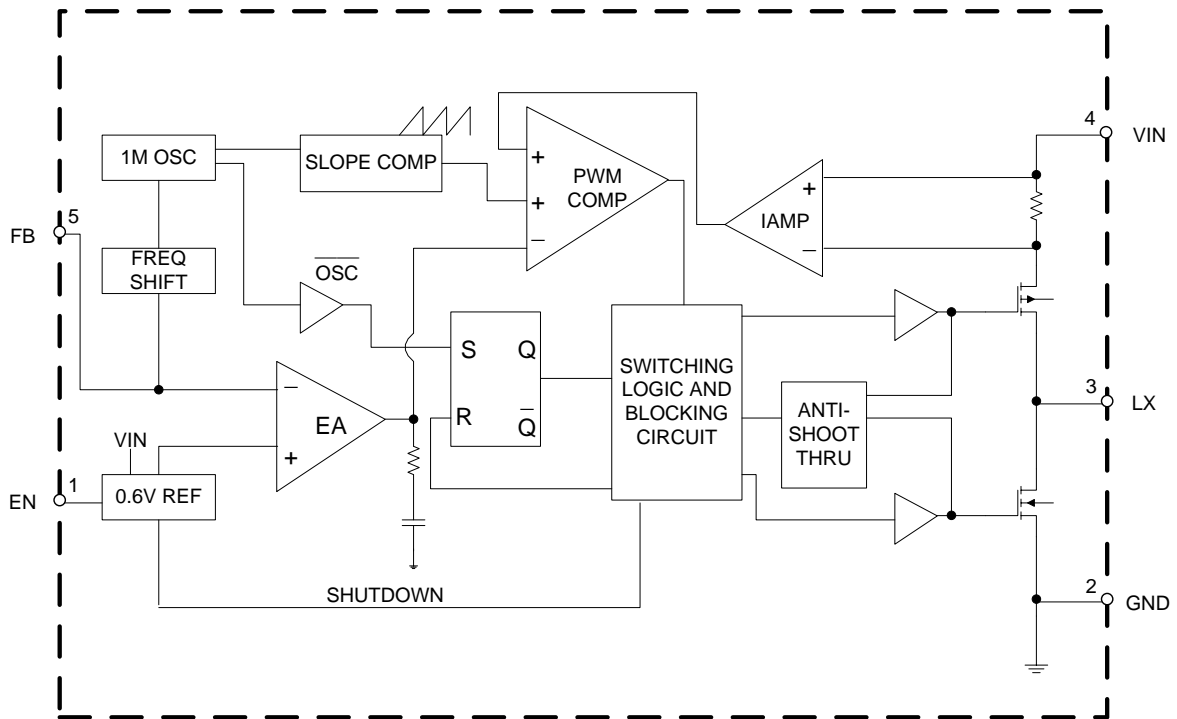 4
VIN
1M OSC
SLOPE COMP
+
+
−
PWM
COMP
+
−
IAMP
5
FB
FREQ
SHIFT
OSC
S
Q
R
Q
SWITCHING
LOGIC AND
BLOCKING
CIRCUIT
ANTI-
SHOOT
THRU
3
LX
−
+
EA
VIN
1
EN
0.6V REF
SHUTDOWN
2
GND